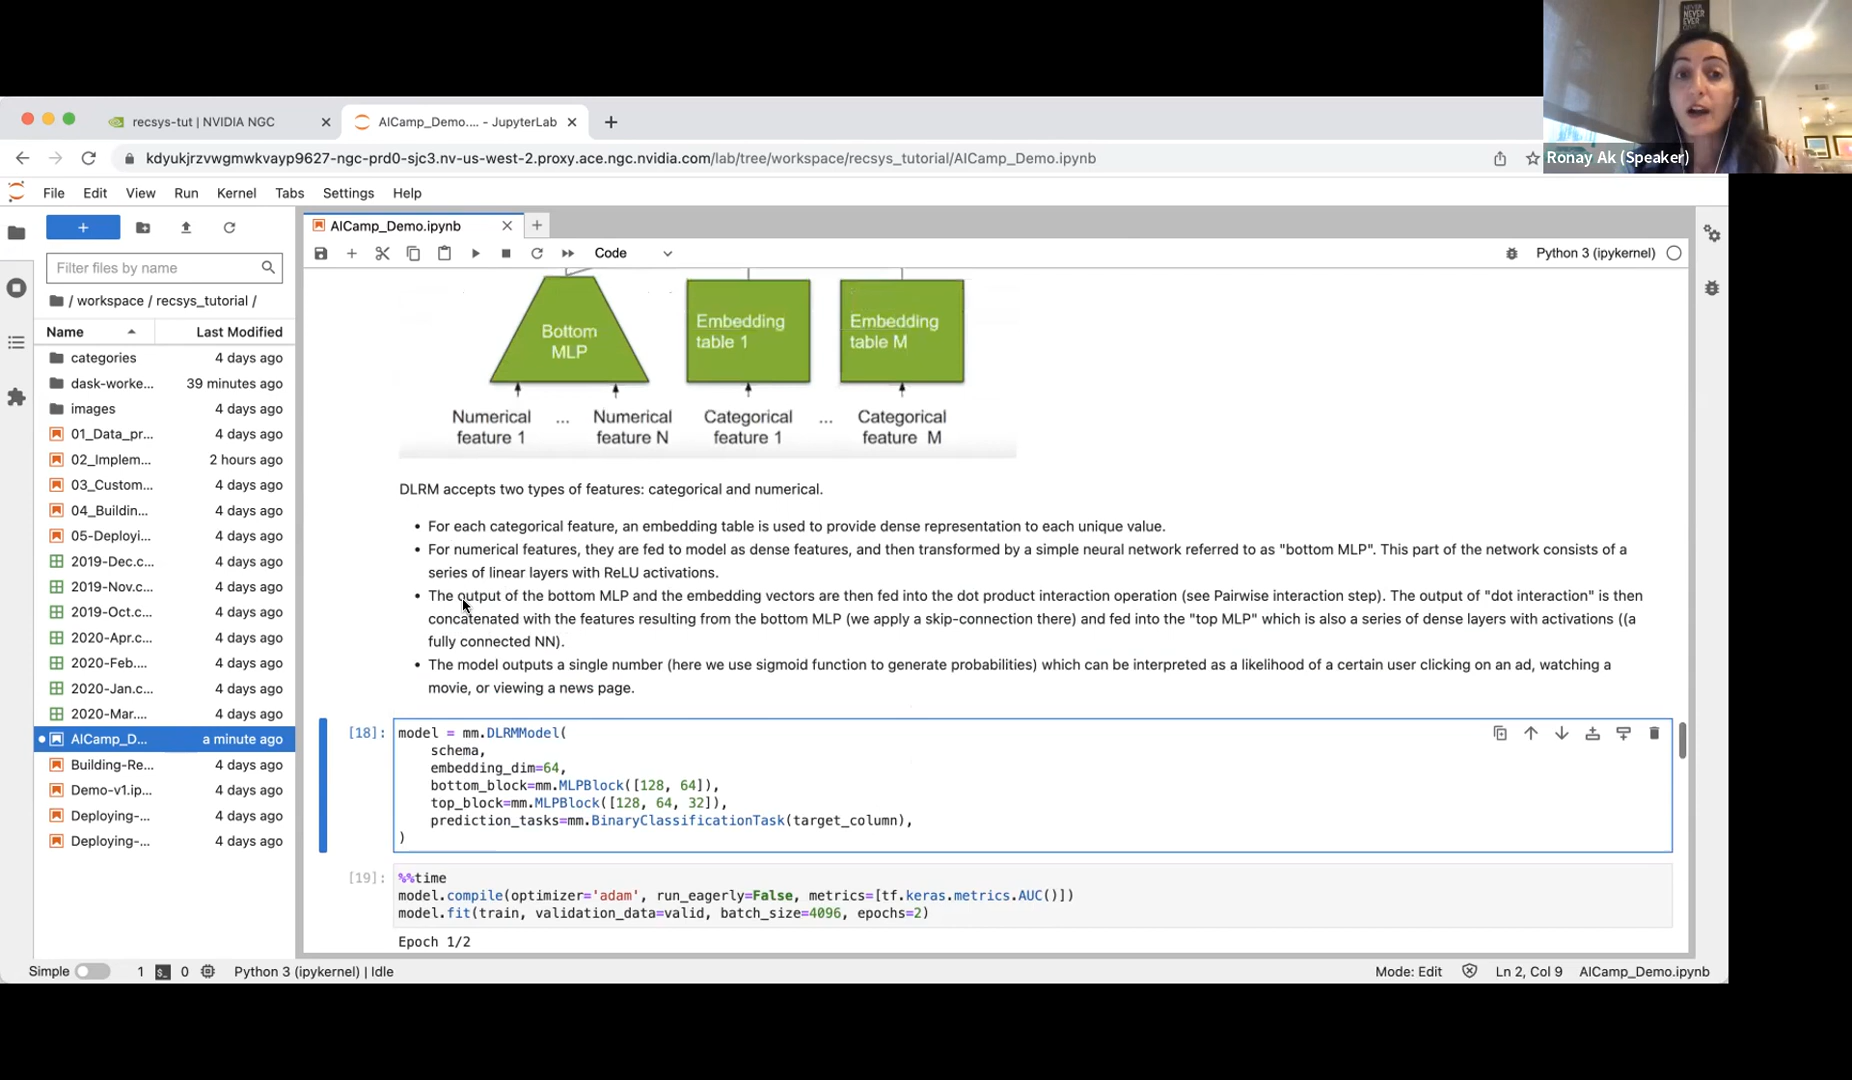 NEVER
NEVER
EVER
Ronay Ak (Speaker)
recsys-tut | NVIDIA NGC
AICamp_Demo.... - JupyterLab
kdyukjrzvwgmwkvayp9627-ngc-prd0-sjc3.nv-us-west-2.proxy.ace.ngc.nvidia.com/lab/tree/workspace/recsys_tutorial/AICamp_Demo.ipynb
File Edit View Run Kernel Tabs Settings Help
Filter files by name
/ workspace / recsys_tutorial /
Name Last Modified
categories 4 days ago
dask-worke... 39 minutes ago
images 4 days ago
01_Data_pr... 4 days ago
02_Implem... 2 hours ago
03_Custom... 4 days ago
04_Buildin... 4 days ago
05-Deployi... 4 days ago
2019-Dec.c... 4 days ago
2019-Nov.c... 4 days ago
2019-Oct.c... 4 days ago
2020-Apr.c... 4 days ago
2020-Feb.... 4 days ago
2020-Jan.c... 4 days ago
2020-Mar.... 4 days ago
AICamp_D... a minute ago
Building-Re... 4 days ago
Demo-v1.ip... 4 days ago
Deploying-... 4 days ago
Deploying-... 4 days ago
AICamp_Demo.ipynb
Code
Python 3 (ipykernel)
Bottom
MLP
Embedding
table 1
Embedding
table M
Numerical
feature 1
...
Numerical
feature N
Categorical
feature 1
...
Categorical
feature M
DLRM accepts two types of features: categorical and numerical.
• For each categorical feature, an embedding table is used to provide dense representation to each unique value.
• For numerical features, they are fed to model as dense features, and then transformed by a simple neural network referred to as "bottom MLP". This part of the network consists of a
series of linear layers with ReLU activations.
• The output of the bottom MLP and the embedding vectors are then fed into the dot product interaction operation (see Pairwise interaction step). The output of "dot interaction" is then
concatenated with the features resulting from the bottom MLP (we apply a skip-connection there) and fed into the "top MLP" which is also a series of dense layers with activations ((a
fully connected NN).
• The model outputs a single number (here we use sigmoid function to generate probabilities) which can be interpreted as a likelihood of a certain user clicking on an ad, watching a
movie, or viewing a news page.
[18]: model = mm.DLRMModel(
schema,
embedding_dim=64,
bottom_block=mm.MLPBlock([128, 64]),
top_block=mm.MLPBlock([128, 64, 32]),
prediction_tasks=mm.BinaryClassificationTask(target_column),
)
[19]: %%time
model.compile(optimizer='adam', run_eagerly=False, metrics=[tf.keras.metrics.AUC()])
model.fit(train, validation_data=valid, batch_size=4096, epochs=2)
Epoch 1/2
Simple 1 $_ 0 Python 3 (ipykernel) | Idle Mode: Edit Ln 2, Col 9 AICamp_Demo.ipynb